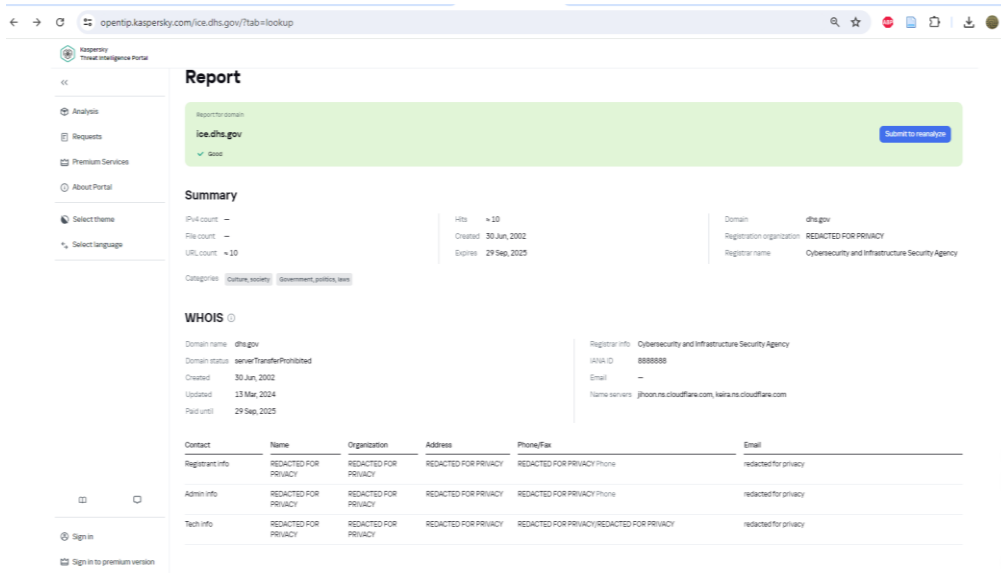 opentip.kaspersky.com/ice.dhs.gov/?tab=lookup
ABP
Kaspersky
Threat Intelligence Portal
Analysis
Requests
Premium Services
About Portal
Select theme
Select language
Sign in
Sign in to premium version
Report
Report for domain
ice.dhs.gov
Good
Submit to reanalyze
Summary
IPv4 count —
File count —
URL count ≈ 10
Hits ≈ 10
Created 30 Jun, 2002
Expires 29 Sep, 2025
Domain dhs.gov
Registration organization REDACTED FOR PRIVACY
Registrar name Cybersecurity and Infrastructure Security Agency
Categories Culture, society Government, politics, laws
WHOIS
Domain name dhs.gov
Domain status serverTransferProhibited
Created 30 Jun, 2002
Updated 13 Mar, 2024
Paid until 29 Sep, 2025
Registrar info Cybersecurity and Infrastructure Security Agency
IANA ID 8888888
Email —
Name servers jihoon.ns.cloudflare.com, keira.ns.cloudflare.com
Contact Name Organization Address Phone/Fax Email
Registrant info REDACTED FOR PRIVACY REDACTED FOR PRIVACY REDACTED FOR PRIVACY REDACTED FOR PRIVACY Phone redacted for privacy
Admin info REDACTED FOR PRIVACY REDACTED FOR PRIVACY REDACTED FOR PRIVACY REDACTED FOR PRIVACY Phone redacted for privacy
Tech info REDACTED FOR PRIVACY REDACTED FOR PRIVACY REDACTED FOR PRIVACY REDACTED FOR PRIVACY/REDACTED FOR PRIVACY redacted for privacy